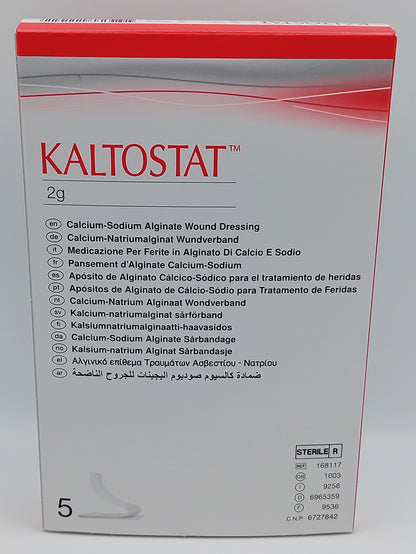 KALTOSTAT™
2g
en Calcium-Sodium Alginate Wound Dressing
de Calcium-Natriumalginat Wundverband
it Medicazione Per Ferite in Alginato Di Calcio E Sodio
fr Pansement d'Alginate Calcium-Sodium
es Apósito de Alginato Cálcico-Sódico para el tratamiento de heridas
pt Apósitos de Alginato de Cálcio-Sódio para Tratamento de Feridas
nl Calcium-Natrium Alginaat Wondverband
sv Kalcium-natriumalginat sårförband
fi Kalsiumnatriumalginaatti-haavasidos
da Calcium-Sodium Alginate Sårbandage
no Kalsium-natrium Alginat Sårbandasje
el Αλγινικό επίθεμα Τραυμάτων Ασβεστίου - Νατρίου
ar ضمادة كالسيوم صوديوم اليجينات للجروح الناضحة
STERILE R
REF 168117
GB 1003
I 9256
D 6965359
F 9536
C.N.P. 6727842
5